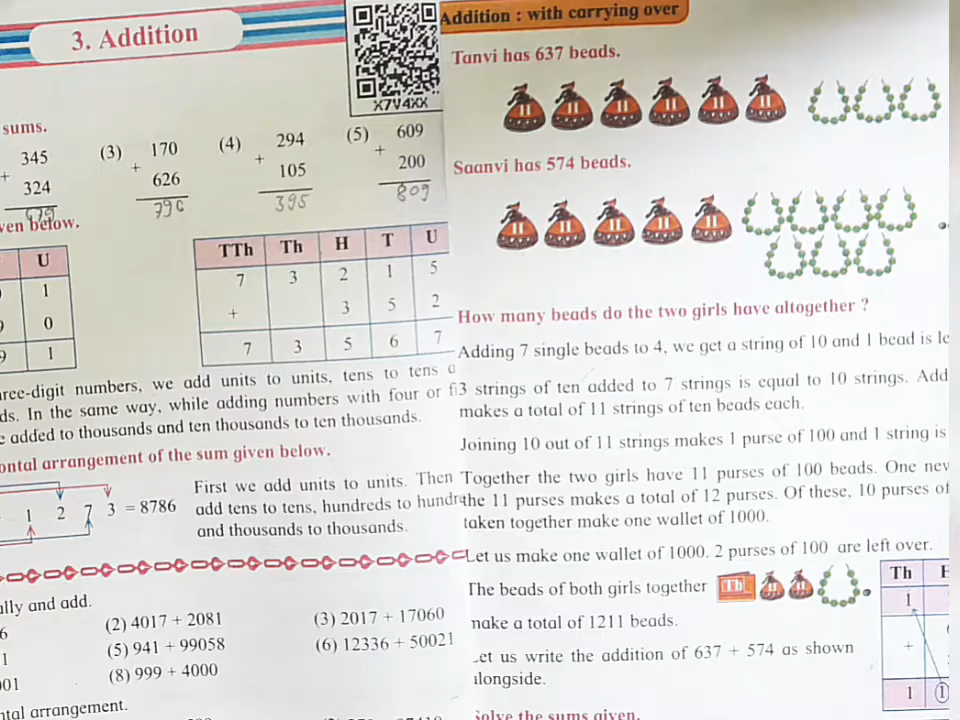 3. Addition
X7V4XX
sums.
345
+ 324
679
(3) 170
+ 626
796
(4) 294
+ 105
395
(5) 609
+ 200
809
ven below.
U
1
0
9 1
TTh Th H T U
7 3 2 1 5
+ 3 5 2
7 3 5 6 7
hree-digit numbers, we add units to units, tens to tens a
ds. In the same way, while adding numbers with four or fi
e added to thousands and ten thousands to ten thousands.
ontal arrangement of the sum given below.
1 2 7 3 = 8786
First we add units to units. Then
add tens to tens, hundreds to hundre
and thousands to thousands.
ally and add.
6
(2) 4017 + 2081
(3) 2017 + 17060
1
(5) 941 + 99058
(6) 12336 + 50021
001
(8) 999 + 4000
ntal arrangement.
Addition : with carrying over
Tanvi has 637 beads.
Saanvi has 574 beads.
How many beads do the two girls have altogether ?
Adding 7 single beads to 4, we get a string of 10 and 1 bead is le
3 strings of ten added to 7 strings is equal to 10 strings. Add
makes a total of 11 strings of ten beads each.
Joining 10 out of 11 strings makes 1 purse of 100 and 1 string is
Together the two girls have 11 purses of 100 beads. One new
the 11 purses makes a total of 12 purses. Of these, 10 purses of
taken together make one wallet of 1000.
Let us make one wallet of 1000. 2 purses of 100 are left over.
The beads of both girls together Th
make a total of 1211 beads.
Let us write the addition of 637 + 574 as shown
alongside.
Th H
1
+
1 1
Solve the sums given.